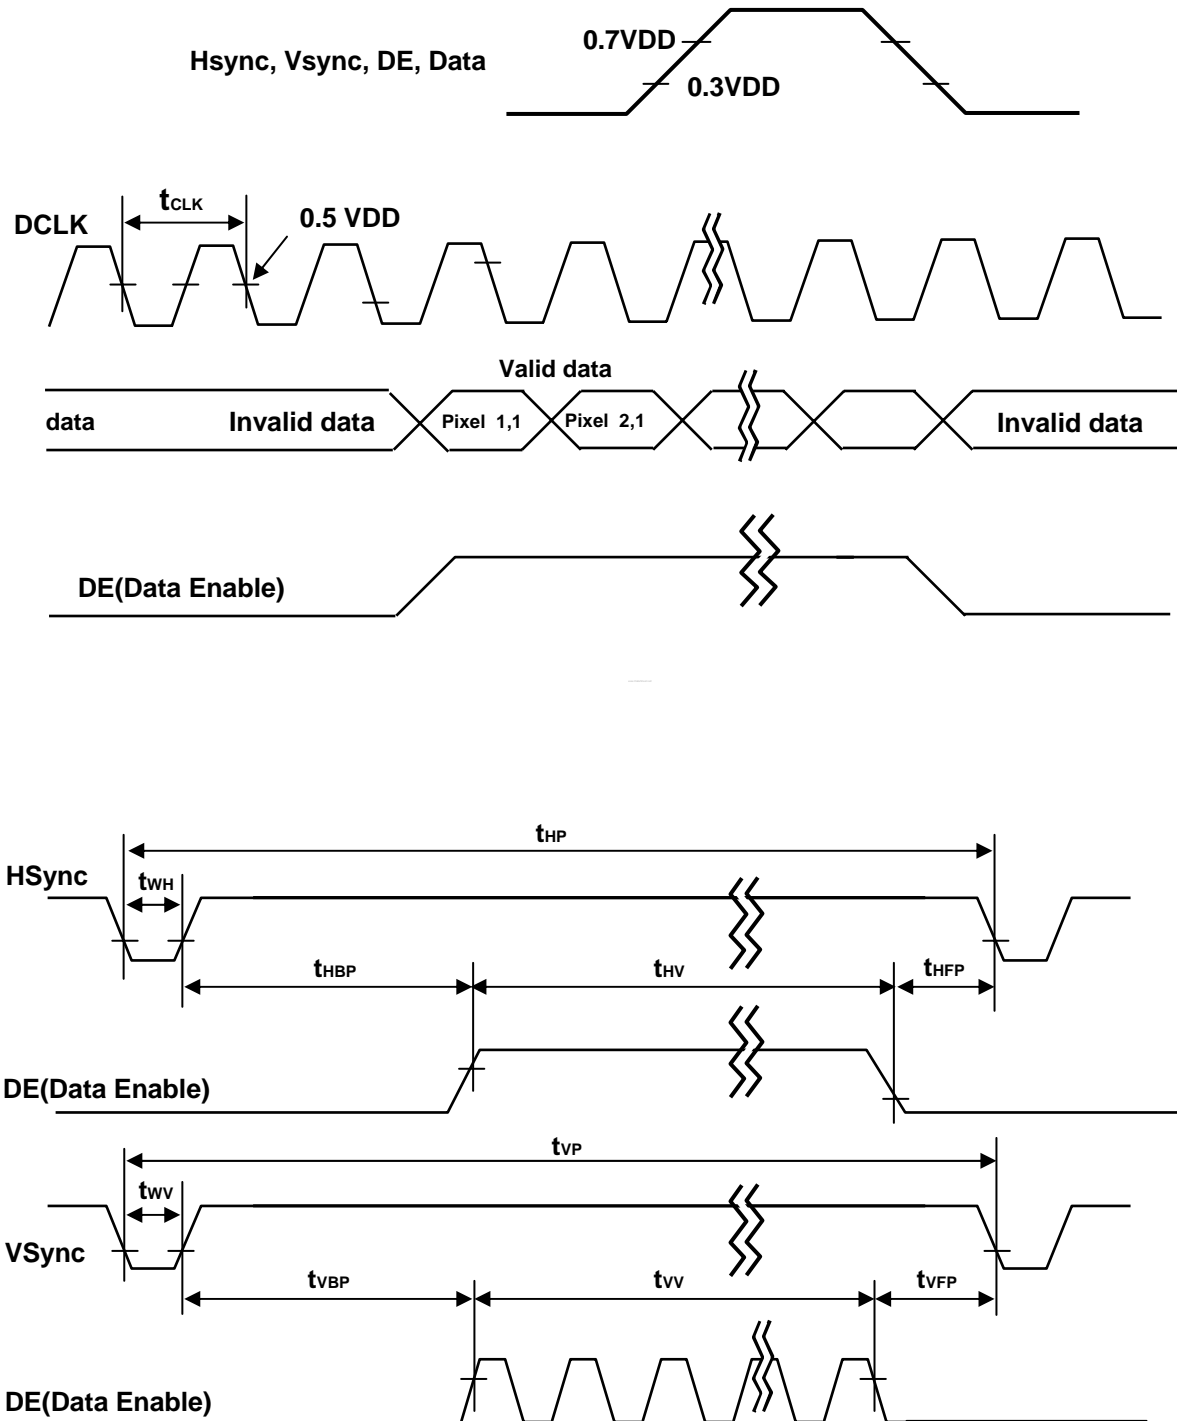 0.7VDD
Hsync, Vsync, DE, Data
0.3VDD
tCLK
DCLK
0.5 VDD
Valid data
data
Invalid data
Pixel 1,1
Pixel 2,1
Invalid data
DE(Data Enable)
tHP
HSync
tWH
tHBP
tHV
tHFP
DE(Data Enable)
tVP
tWV
VSync
tVBP
tVV
tVFP
DE(Data Enable)